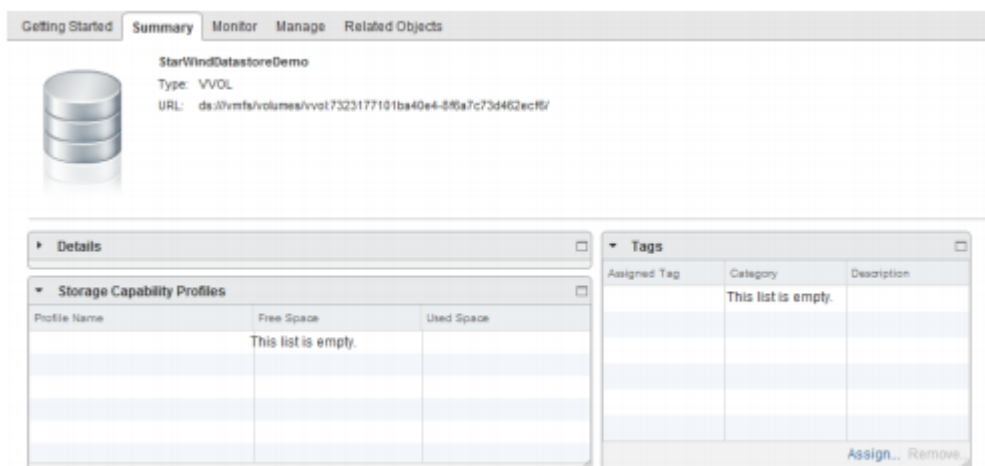 Getting Started Summary Monitor Manage Related Objects
StarWindDatastoreDemo
Type: VVOL
URL: ds:///vmfs/volumes/vvol:7323177101ba40e4-8f6a7c73d462ecf6/
Details
Storage Capability Profiles
Profile Name Free Space Used Space
This list is empty.
Tags
Assigned Tag Category Description
This list is empty.
Assign... Remove...